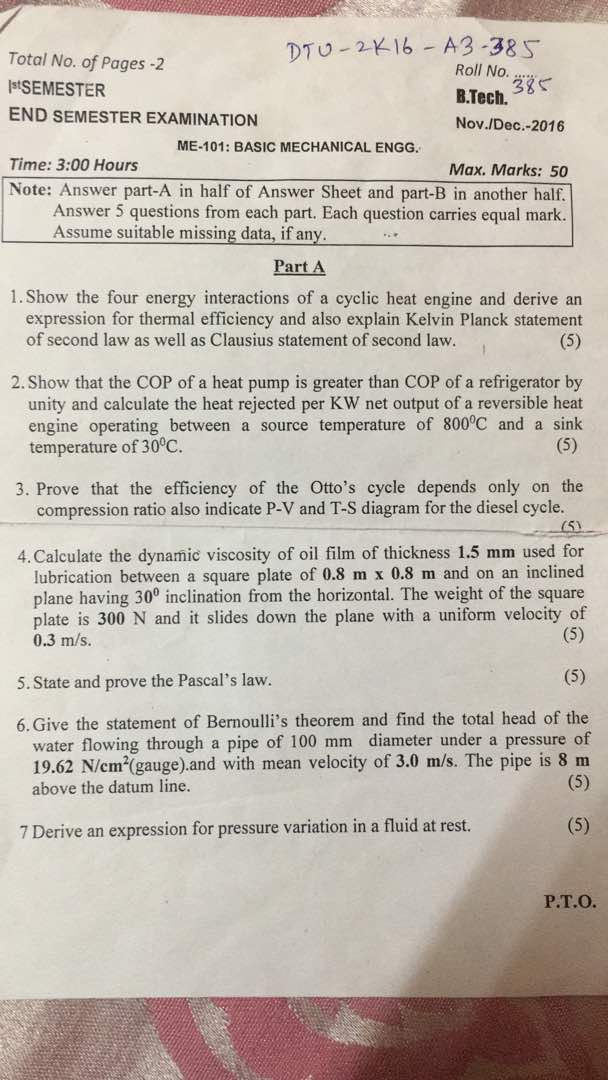 DTU-2K16-A3-385
Total No. of Pages -2
Roll No. ......
385
IstSEMESTER
B.Tech.
END SEMESTER EXAMINATION
Nov./Dec.-2016
ME-101: BASIC MECHANICAL ENGG.
Time: 3:00 Hours
Max. Marks: 50
Note: Answer part-A in half of Answer Sheet and part-B in another half.
Answer 5 questions from each part. Each question carries equal mark.
Assume suitable missing data, if any.
Part A
1. Show the four energy interactions of a cyclic heat engine and derive an
expression for thermal efficiency and also explain Kelvin Planck statement
of second law as well as Clausius statement of second law. (5)
2. Show that the COP of a heat pump is greater than COP of a refrigerator by
unity and calculate the heat rejected per KW net output of a reversible heat
engine operating between a source temperature of 800⁰C and a sink
temperature of 30⁰C. (5)
3. Prove that the efficiency of the Otto's cycle depends only on the
compression ratio also indicate P-V and T-S diagram for the diesel cycle.
(5)
4. Calculate the dynamic viscosity of oil film of thickness 1.5 mm used for
lubrication between a square plate of 0.8 m x 0.8 m and on an inclined
plane having 30⁰ inclination from the horizontal. The weight of the square
plate is 300 N and it slides down the plane with a uniform velocity of
0.3 m/s. (5)
5. State and prove the Pascal's law. (5)
6. Give the statement of Bernoulli's theorem and find the total head of the
water flowing through a pipe of 100 mm diameter under a pressure of
19.62 N/cm²(gauge).and with mean velocity of 3.0 m/s. The pipe is 8 m
above the datum line. (5)
7 Derive an expression for pressure variation in a fluid at rest. (5)
P.T.O.